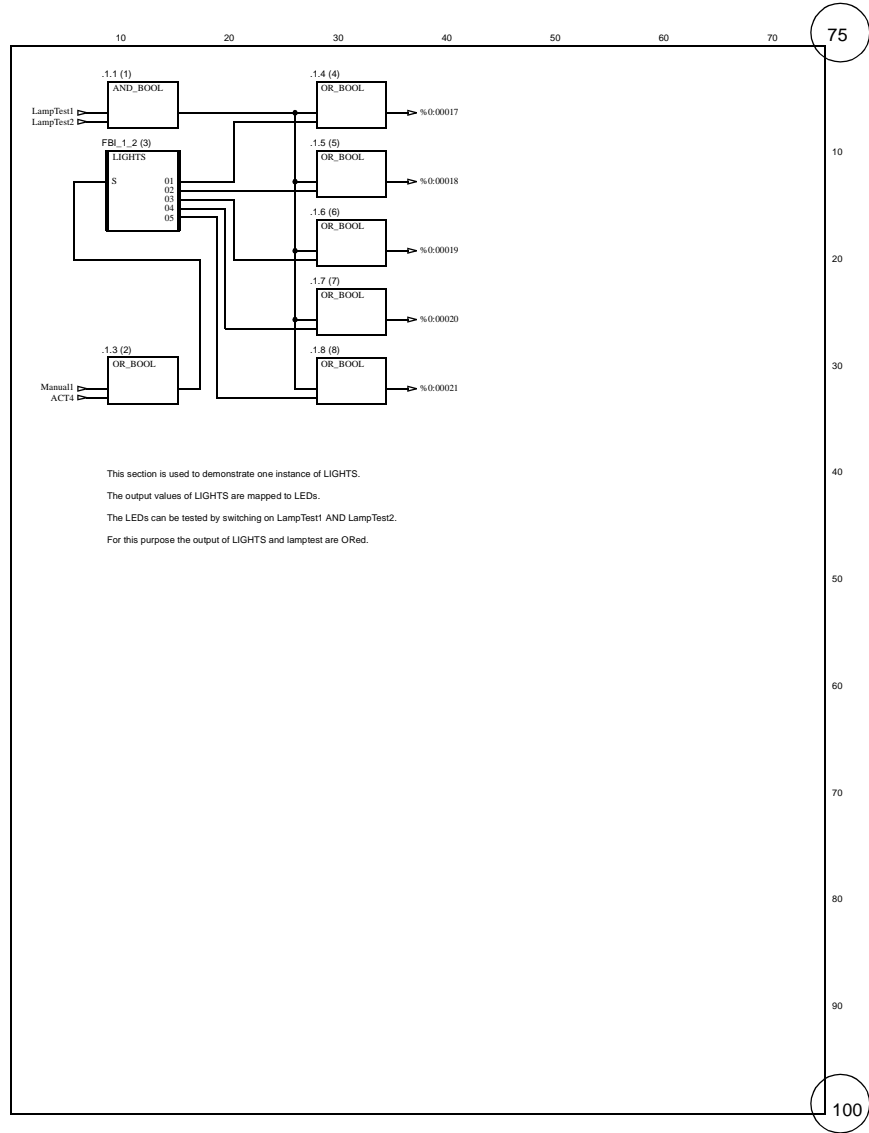 10 20 30 40 50 60 70 75
.1.1 (1)
AND_BOOL
LampTest1
LampTest2
.1.4 (4)
OR_BOOL
%0:00017
FBI_1_2 (3)
LIGHTS
S 01
02
03
04
05
.1.5 (5)
OR_BOOL
%0:00018
10
.1.6 (6)
OR_BOOL
%0:00019
20
.1.7 (7)
OR_BOOL
%0:00020
.1.3 (2)
OR_BOOL
Manual1
ACT4
.1.8 (8)
OR_BOOL
%0:00021
30
This section is used to demonstrate one instance of LIGHTS.
The output values of LIGHTS are mapped to LEDs.
The LEDs can be tested by switching on LampTest1 AND LampTest2.
For this purpose the output of LIGHTS and lamptest are ORed.
40
50
60
70
80
90
100